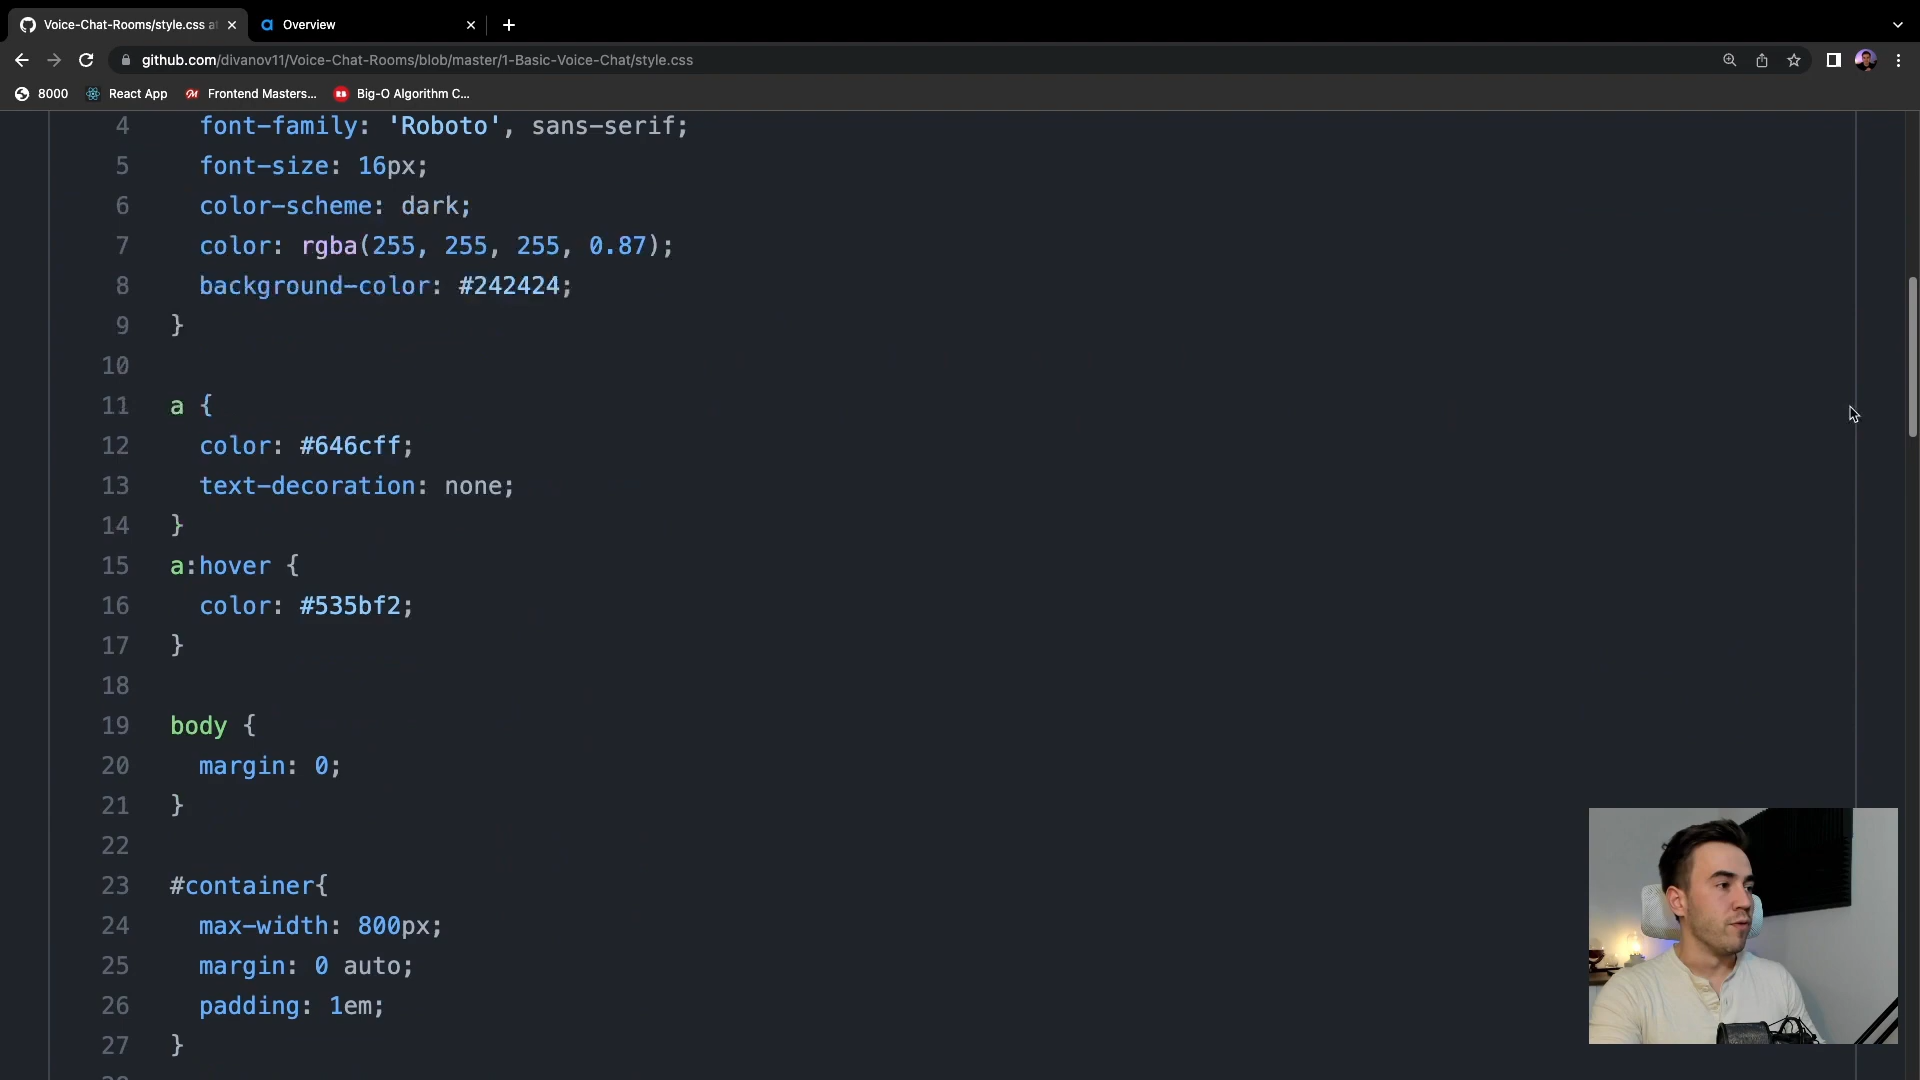 Voice-Chat-Rooms/style.css
Overview
github.com/divanov11/Voice-Chat-Rooms/blob/master/1-Basic-Voice-Chat/style.css
8000
React App
Frontend Masters...
Big-O Algorithm C...
4 font-family: 'Roboto', sans-serif;
5 font-size: 16px;
6 color-scheme: dark;
7 color: rgba(255, 255, 255, 0.87);
8 background-color: #242424;
9 }
10
11 a {
12 color: #646cff;
13 text-decoration: none;
14 }
15 a:hover {
16 color: #535bf2;
17 }
18
19 body {
20 margin: 0;
21 }
22
23 #container{
24 max-width: 800px;
25 margin: 0 auto;
26 padding: 1em;
27 }